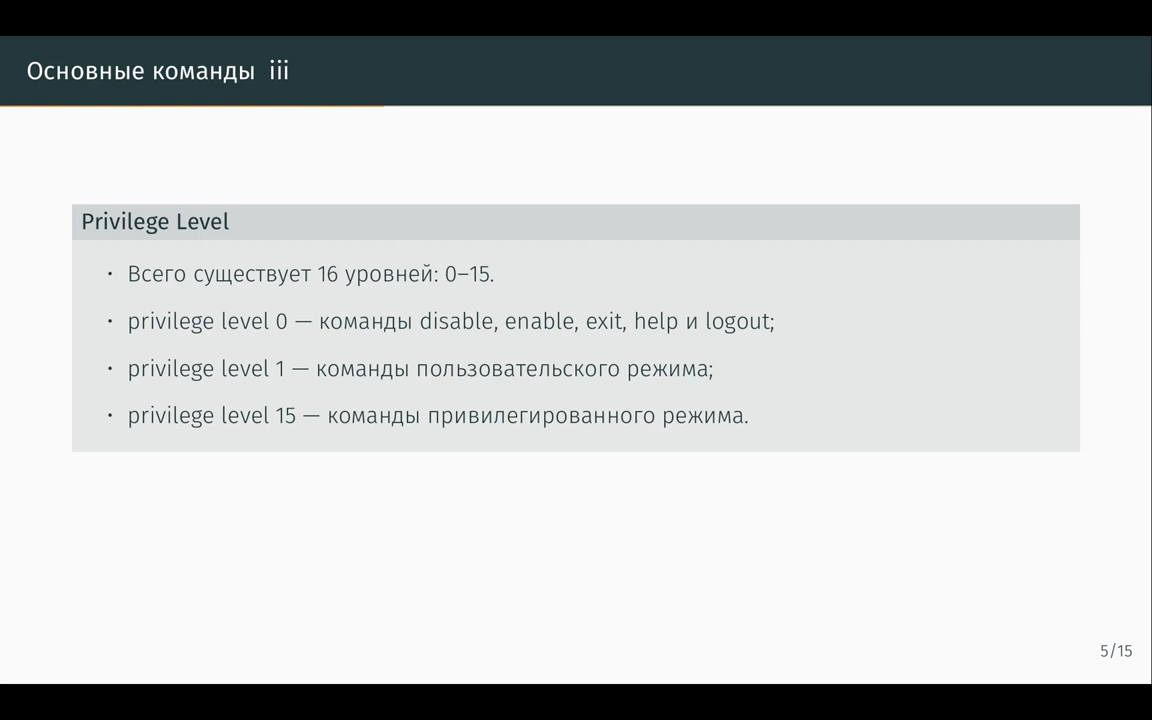 Основные команды iii
Privilege Level
• Всего существует 16 уровней: 0–15.
• privilege level 0 — команды disable, enable, exit, help и logout;
• privilege level 1 — команды пользовательского режима;
• privilege level 15 — команды привилегированного режима.
5/15